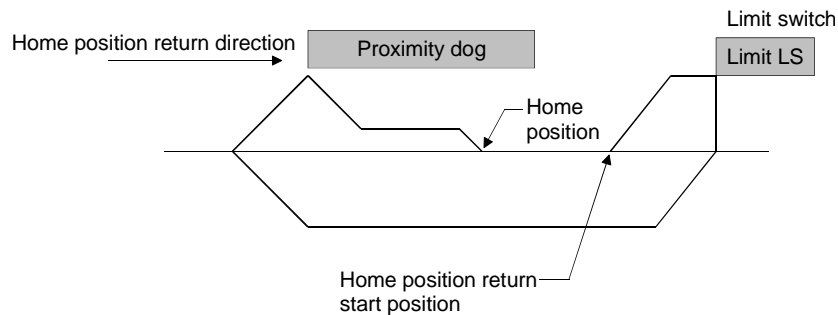 Limit switch
Home position return direction
Proximity dog
Limit LS
Home
position
Home position return
start position